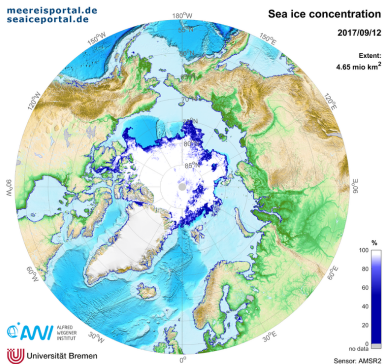 meereisportal.de
seaiceportal.de
Sea ice concentration
2017/09/12
Extent:
4.65 mio km²
180°W
150°W
150°E
120°W
120°E
80
85
90°W
60°W
30°W
0°
30°E
%
100
80
60
40
20
0
no data
AWI
ALFRED
WEGENER
INSTITUT
Universität Bremen
Sensor: AMSR2